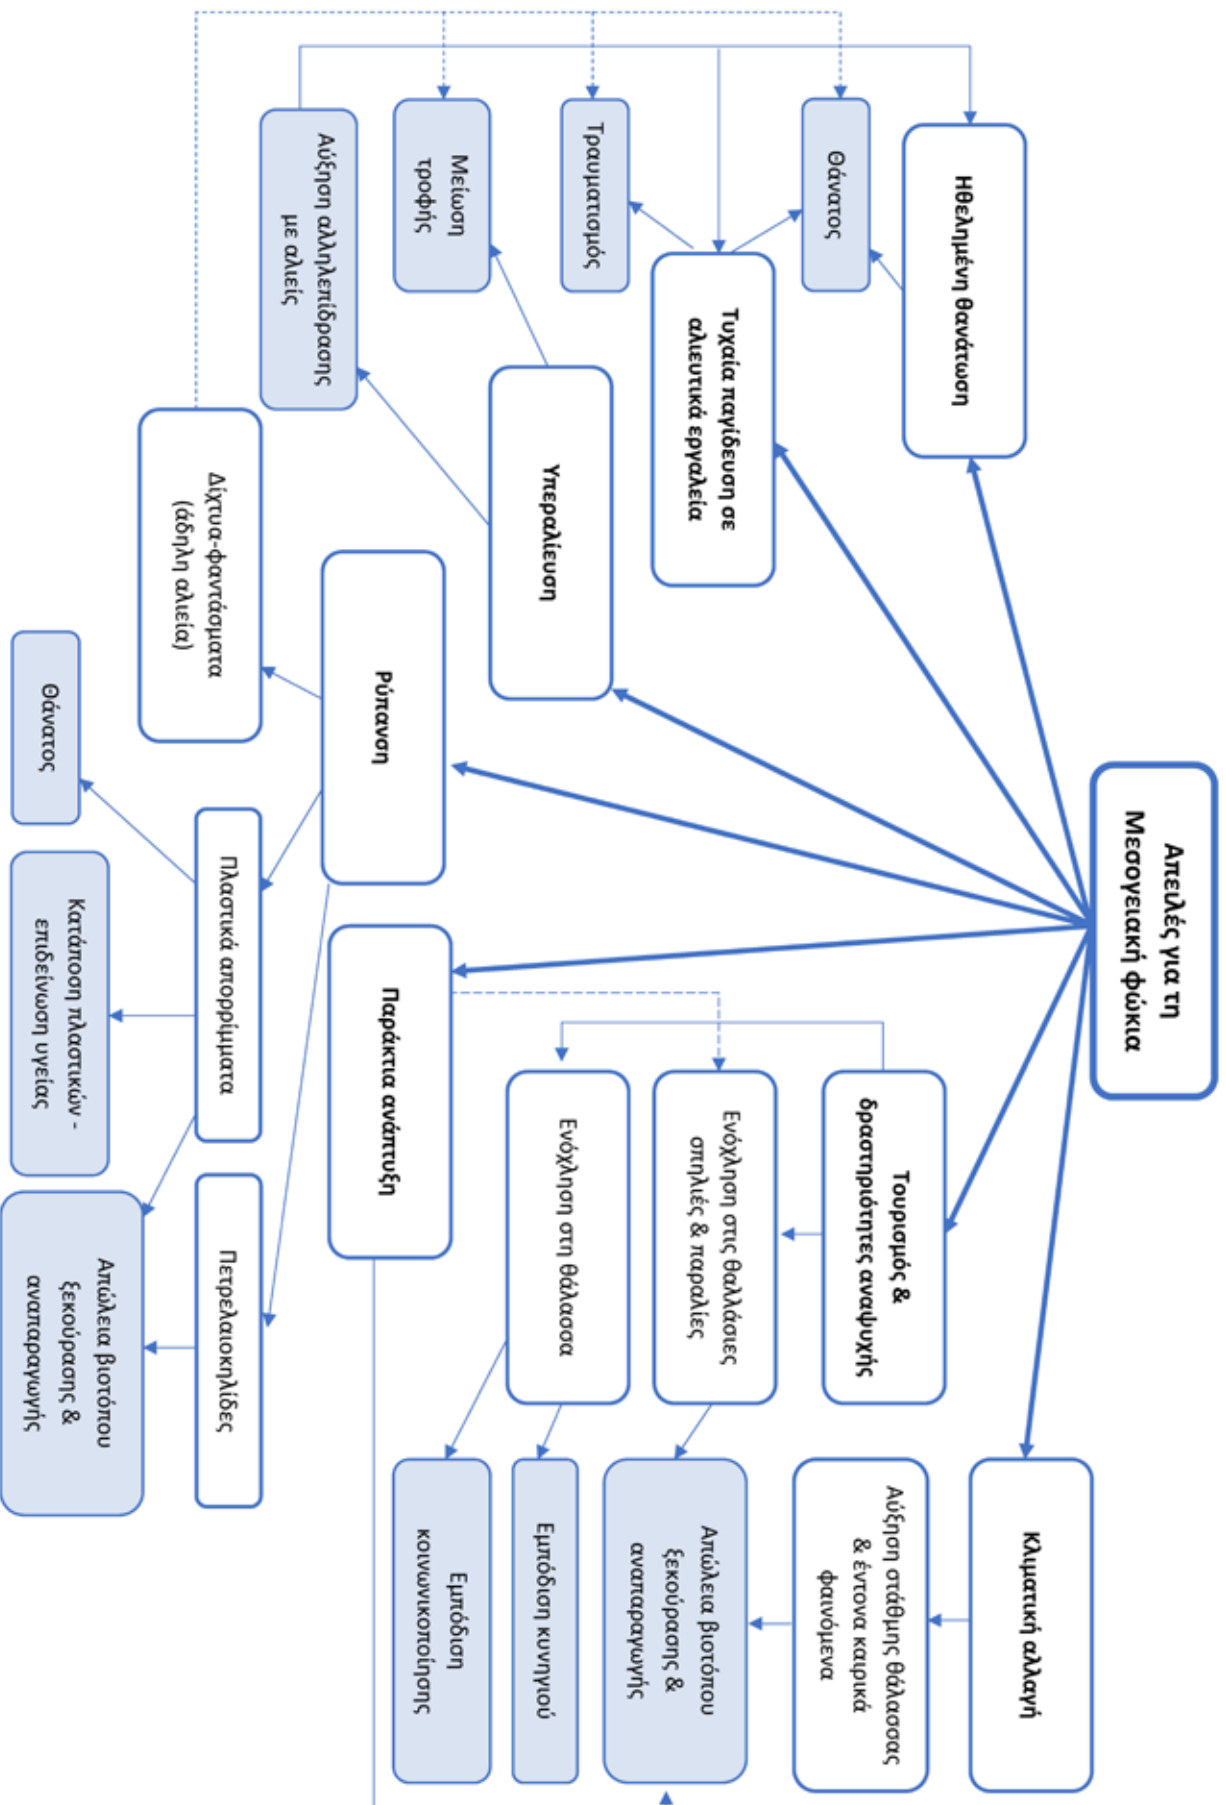 Απειλές για τη
Μεσογειακή φώκια
Ηθελημένη θανάτωση
Θάνατος
Τυχαία παγίδευση σε
αλιευτικά εργαλεία
Τραυματισμός
Υπεραλίευση
Μείωση
τροφής
Αύξηση αλληλεπίδρασης
με αλιείς
Ρύπανση
Δίχτυα-φαντάσματα
(άδηλη αλιεία)
Πλαστικά απορρίμματα
Πετρελαιοκηλίδες
Θάνατος
Κατάποση πλαστικών -
επιδείνωση υγείας
Απώλεια βιοτόπου
ξεκούρασης &
αναπαραγωγής
Παράκτια ανάπτυξη
Τουρισμός &
δραστηριότητες αναψυχής
Ενόχληση στις θαλλάσιες
σπηλιές & παραλίες
Ενόχληση στη θάλασσα
Κλιματική αλλαγή
Αύξηση στάθμης θάλασσας
& έντονα καιρικά
φαινόμενα
Απώλεια βιοτόπου
ξεκούρασης &
αναπαραγωγής
Εμπόδιση κυνηγιού
Εμπόδιση
κοινωνικοποίησης